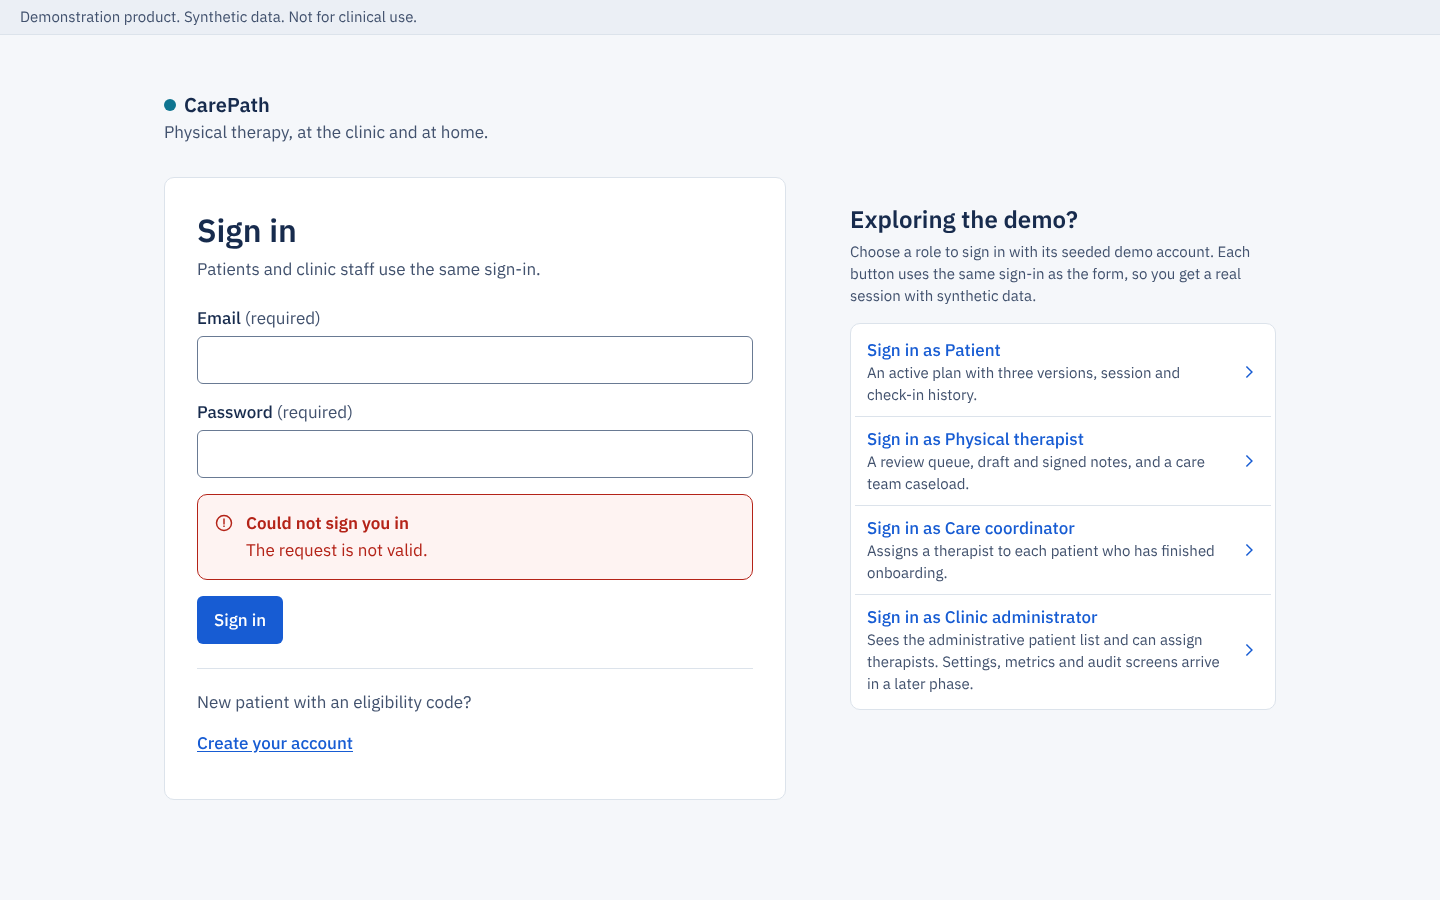 Demonstration product. Synthetic data. Not for clinical use.
CarePath
Physical therapy, at the clinic and at home.
Sign in
Patients and clinic staff use the same sign-in.
Email (required)
Password (required)
Could not sign you in
The request is not valid.
Sign in
New patient with an eligibility code?
Create your account
Exploring the demo?
Choose a role to sign in with its seeded demo account. Each
button uses the same sign-in as the form, so you get a real
session with synthetic data.
Sign in as Patient
An active plan with three versions, session and
check-in history.
Sign in as Physical therapist
A review queue, draft and signed notes, and a care
team caseload.
Sign in as Care coordinator
Assigns a therapist to each patient who has finished
onboarding.
Sign in as Clinic administrator
Sees the administrative patient list and can assign
therapists. Settings, metrics and audit screens arrive
in a later phase.